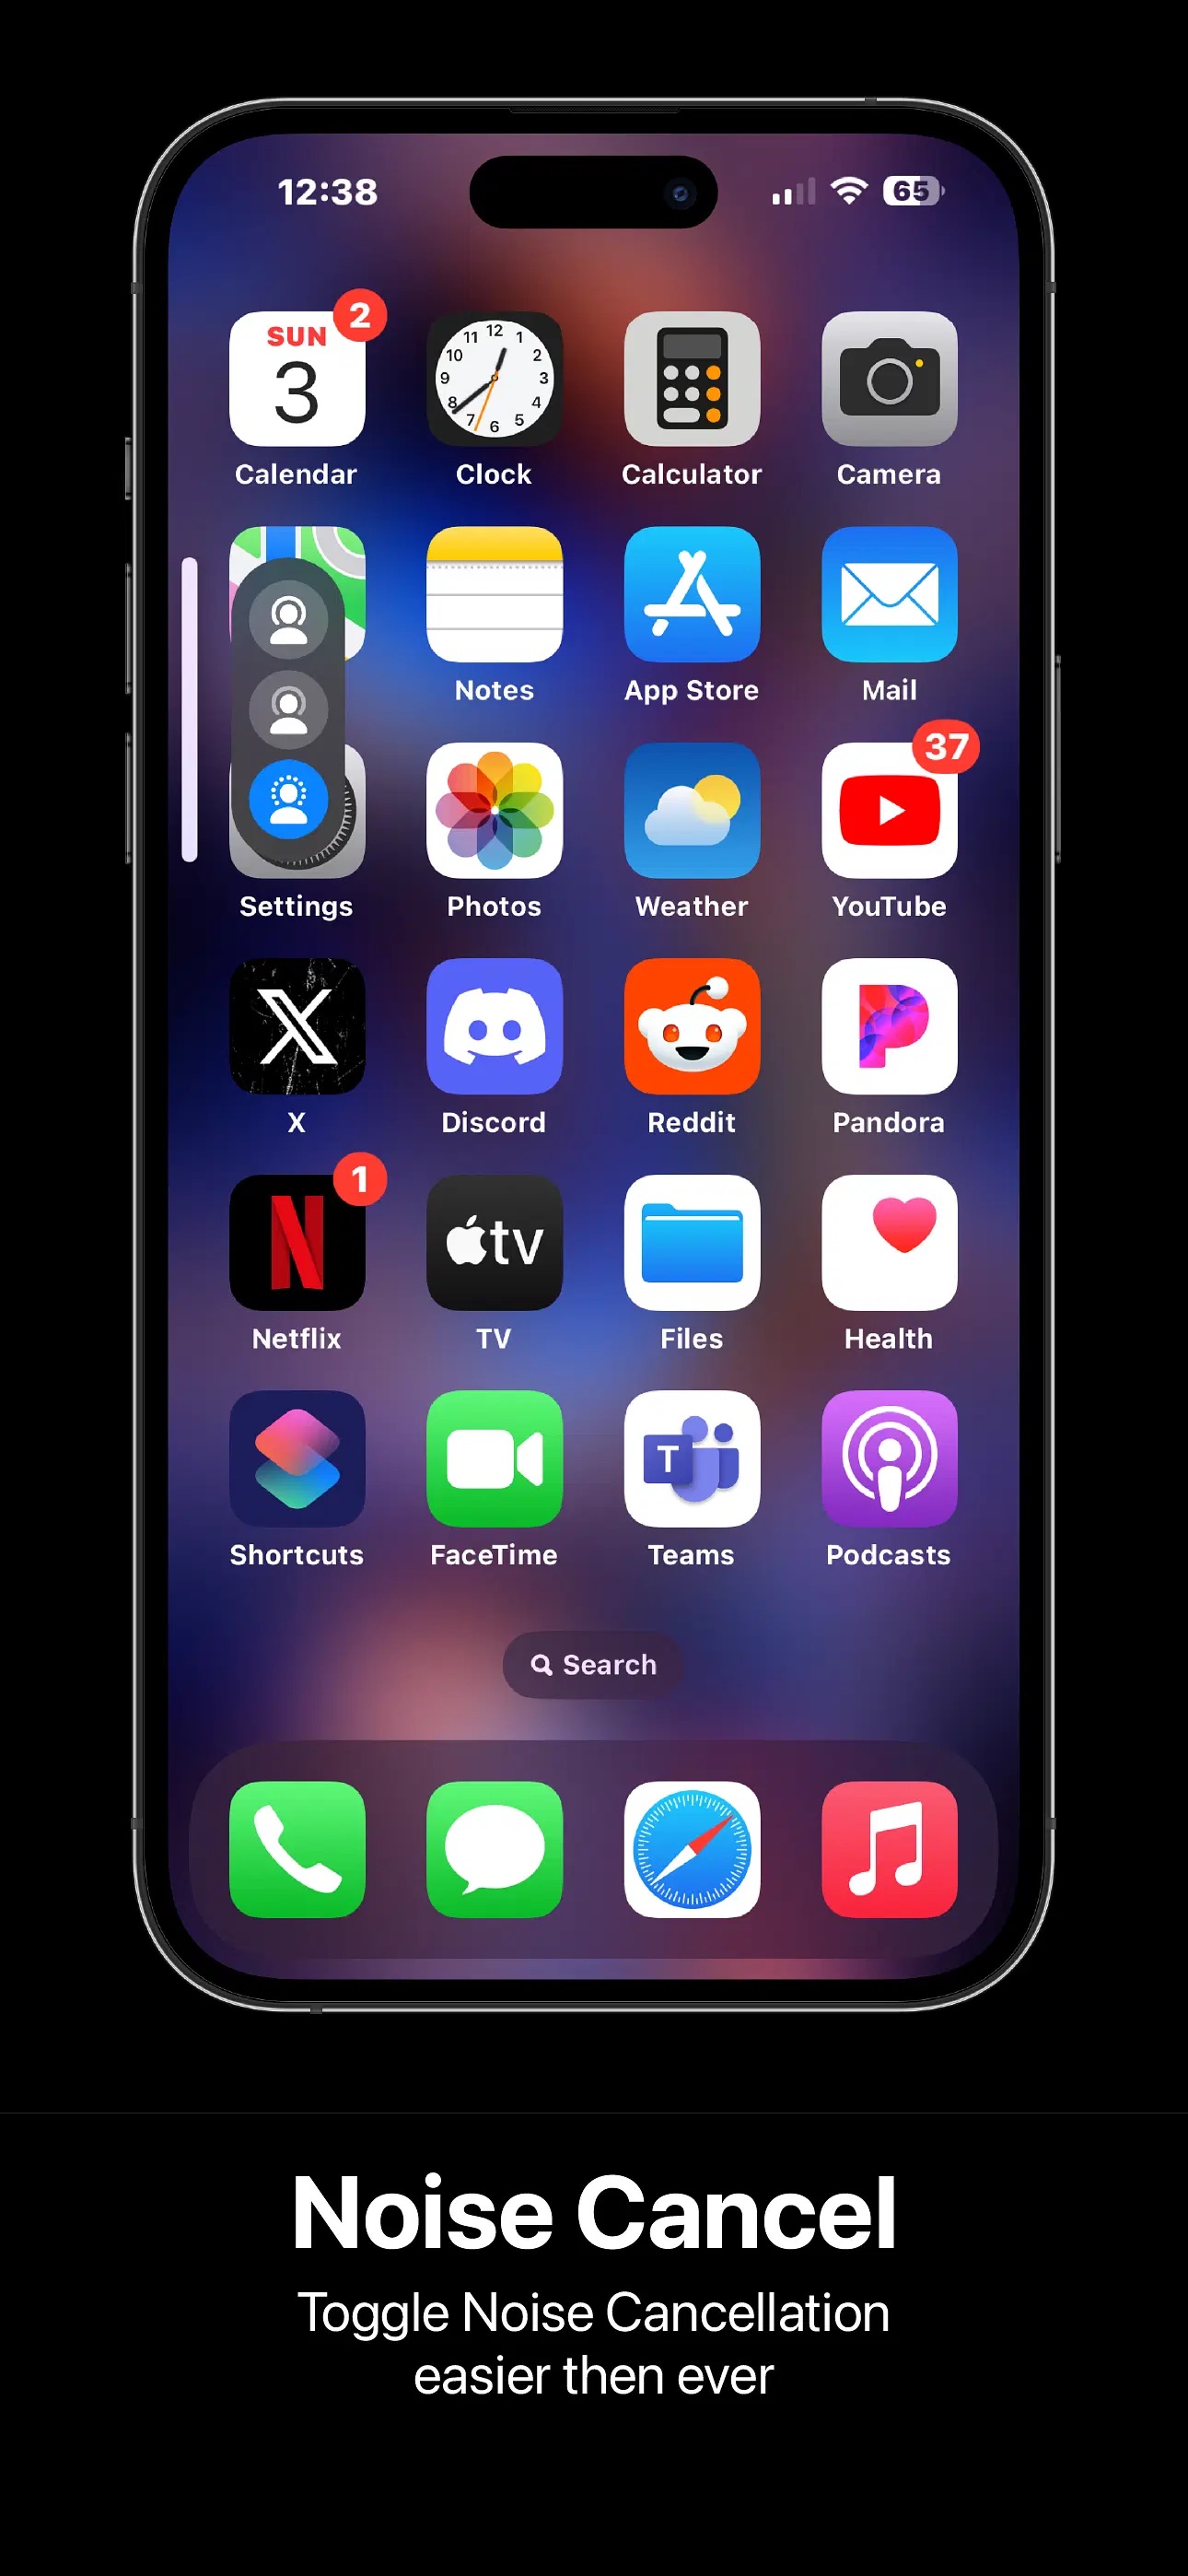 12:38
65
2
SUN
3
12
11 1
10 2
9 3
8 4
7 5
6
Calendar Clock Calculator Camera
Notes App Store Mail
37
Settings Photos Weather YouTube
X Discord Reddit Pandora
1
N
tv
Netflix TV Files Health
T
Shortcuts FaceTime Teams Podcasts
Search
Noise Cancel
Toggle Noise Cancellation
easier then ever